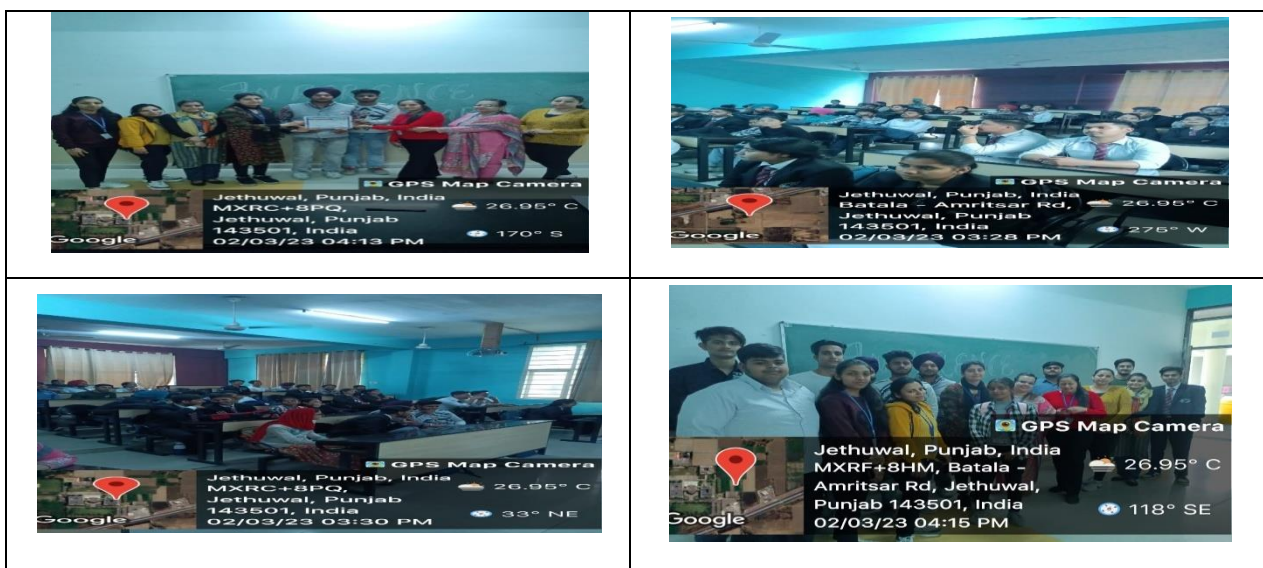 GPS Map Camera
Jethuwal, Punjab, India
MXRC+8PQ,
Jethuwal, Punjab
143501, India
02/03/23 04:13 PM
26.95° C
170° S
Google
GPS Map Camera
Jethuwal, Punjab, India
Batala - Amritsar Rd,
Jethuwal, Punjab
143501, India
02/03/23 03:28 PM
26.95° C
275° W
Google
GPS Map Camera
Jethuwal, Punjab, India
MXRC+8PQ,
Jethuwal, Punjab
143501, India
02/03/23 03:30 PM
26.95° C
33° NE
Google
GPS Map Camera
Jethuwal, Punjab, India
MXRF+8HM, Batala -
Amritsar Rd, Jethuwal,
Punjab 143501, India
02/03/23 04:15 PM
26.95° C
118° SE
Google